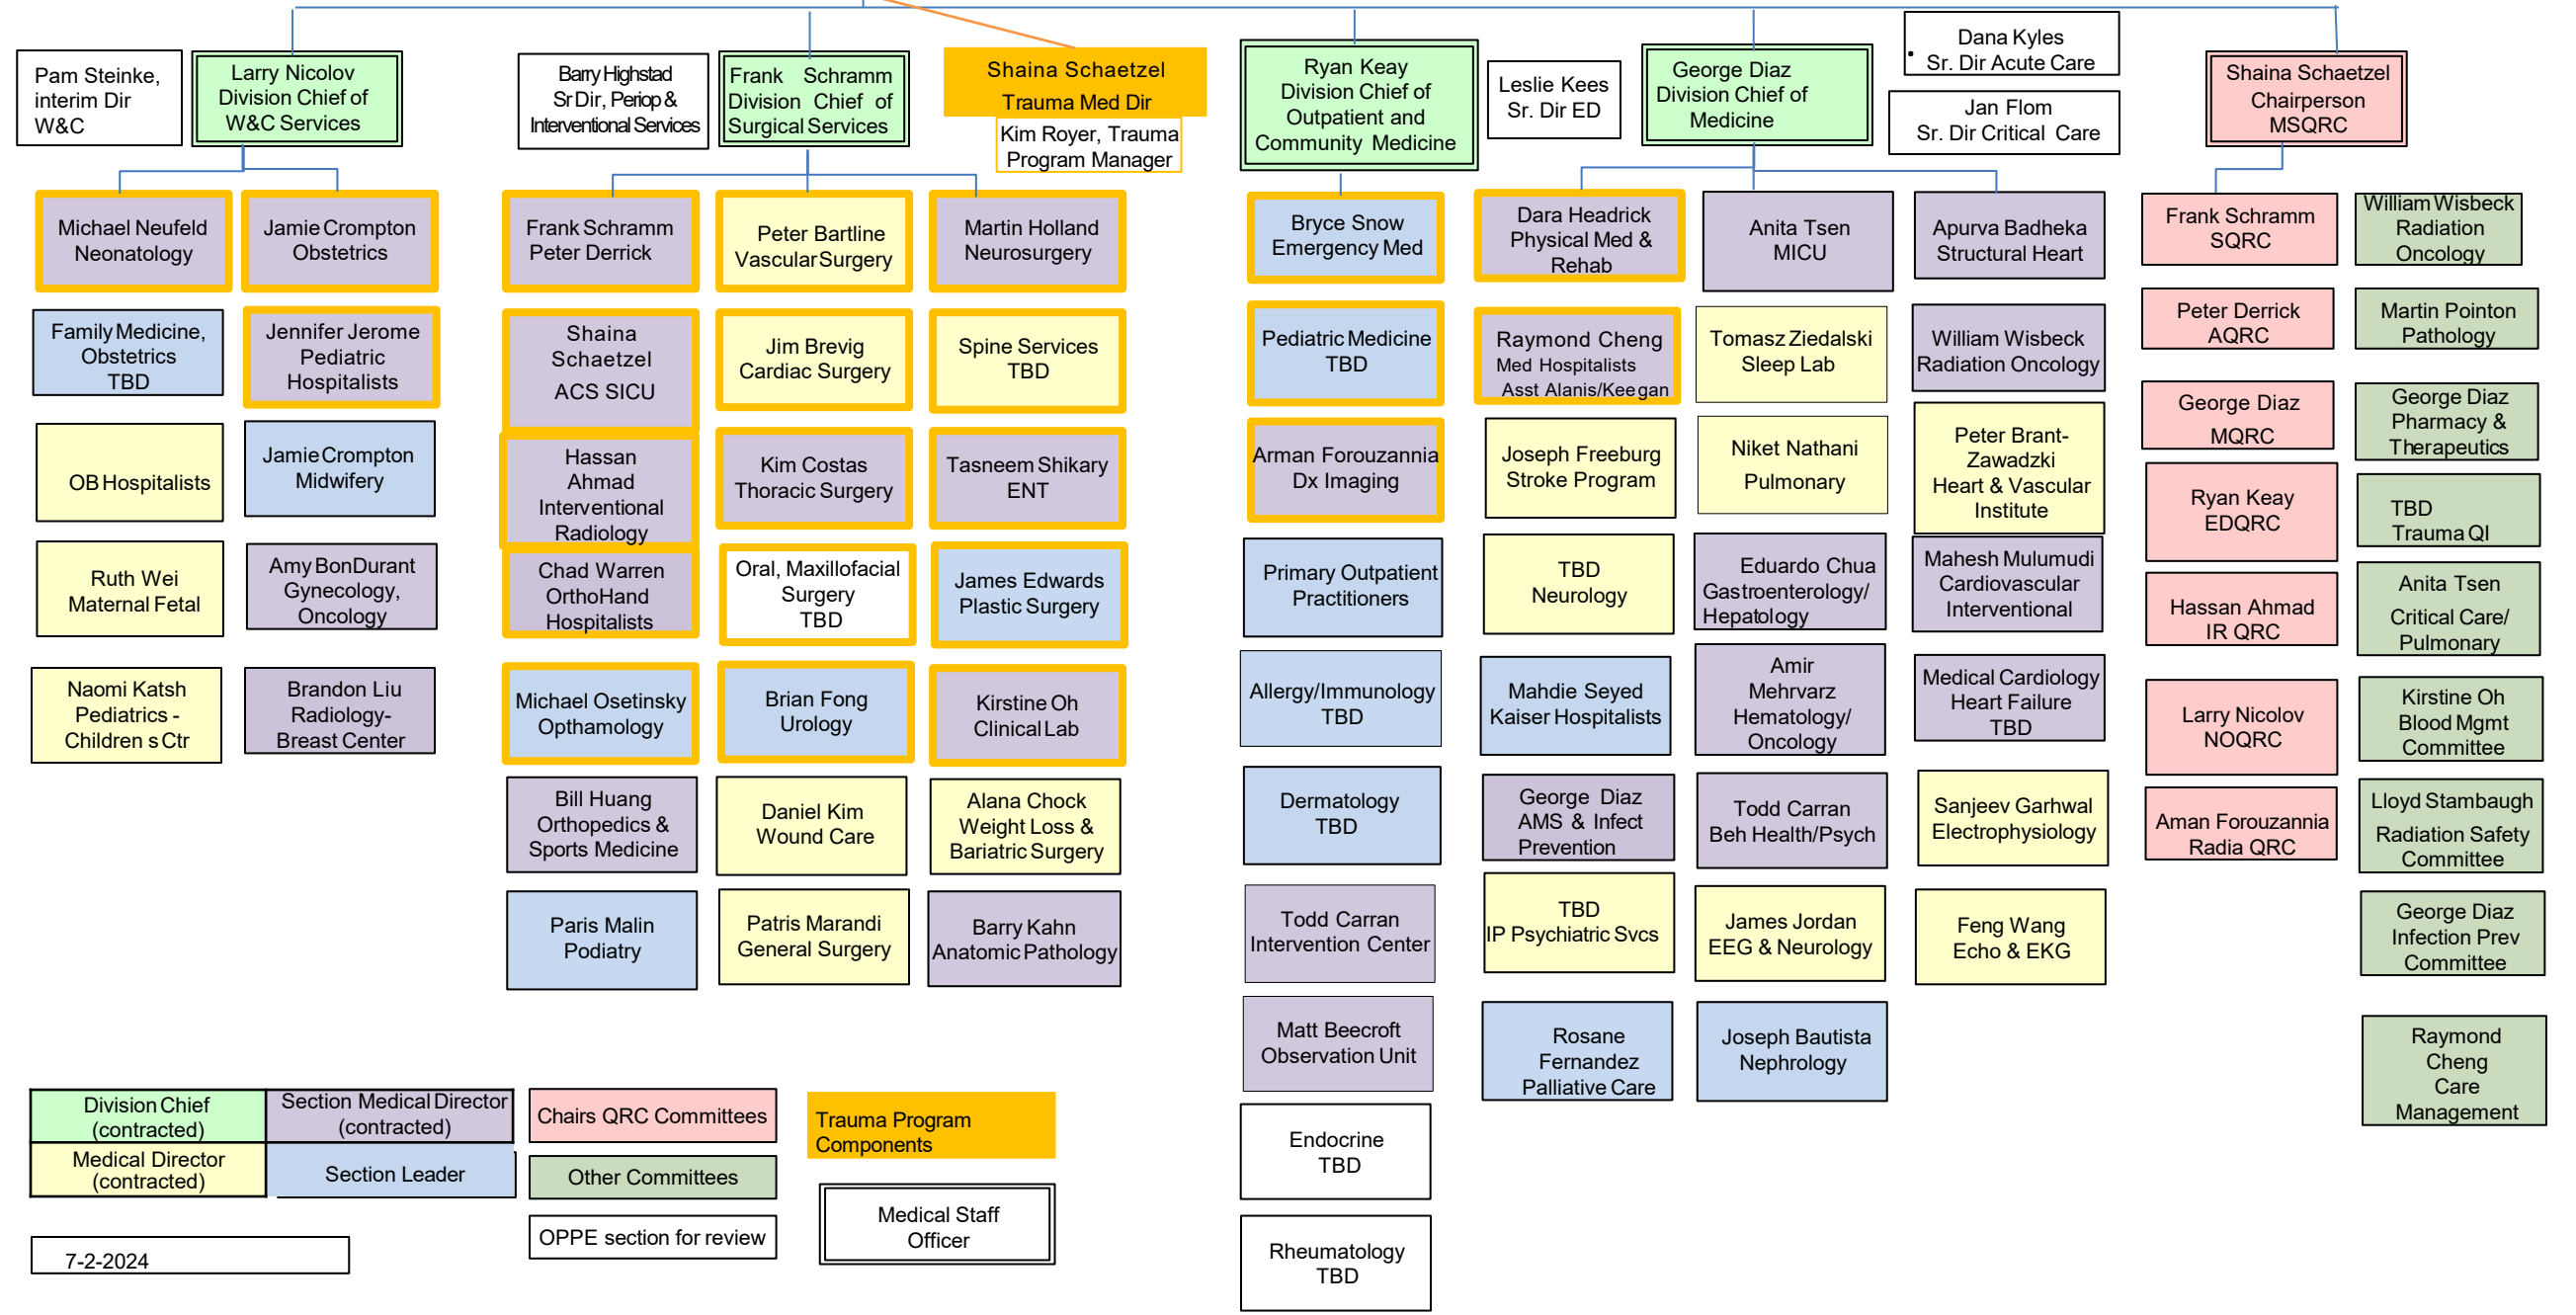 Pam Steinke,
interim Dir
W&C
Larry Nicolov
Division Chief of
W&C Services
Barry Highstad
Sr Dir, Periop &
Interventional Services
Frank Schramm
Division Chief of
Surgical Services
Shaina Schaetzel
Trauma Med Dir
Kim Royer, Trauma
Program Manager
Ryan Keay
Division Chief of
Outpatient and
Community Medicine
Leslie Kees
Sr. Dir ED
George Diaz
Division Chief of
Medicine
Dana Kyles
• Sr. Dir Acute Care
Jan Flom
Sr. Dir Critical Care
Shaina Schaetzel
Chairperson
MSQRC
Michael Neufeld
Neonatology
Jamie Crompton
Obstetrics
Family Medicine,
Obstetrics
TBD
Jennifer Jerome
Pediatric
Hospitalists
OB Hospitalists
Jamie Crompton
Midwifery
Ruth Wei
Maternal Fetal
Amy BonDurant
Gynecology,
Oncology
Naomi Katsh
Pediatrics -
Children s Ctr
Brandon Liu
Radiology-
Breast Center
Frank Schramm
Peter Derrick
Peter Bartline
Vascular Surgery
Martin Holland
Neurosurgery
Shaina
Schaetzel
ACS SICU
Jim Brevig
Cardiac Surgery
Spine Services
TBD
Hassan
Ahmad
Interventional
Radiology
Kim Costas
Thoracic Surgery
Tasneem Shikary
ENT
Chad Warren
OrthoHand
Hospitalists
Oral, Maxillofacial
Surgery
TBD
James Edwards
Plastic Surgery
Michael Osetinsky
Opthamology
Brian Fong
Urology
Kirstine Oh
Clinical Lab
Bill Huang
Orthopedics &
Sports Medicine
Daniel Kim
Wound Care
Alana Chock
Weight Loss &
Bariatric Surgery
Paris Malin
Podiatry
Patris Marandi
General Surgery
Barry Kahn
Anatomic Pathology
Bryce Snow
Emergency Med
Pediatric Medicine
TBD
Arman Forouzannia
Dx Imaging
Primary Outpatient
Practitioners
Allergy/Immunology
TBD
Dermatology
TBD
Todd Carran
Intervention Center
Matt Beecroft
Observation Unit
Endocrine
TBD
Rheumatology
TBD
Dara Headrick
Physical Med &
Rehab
Anita Tsen
MICU
Apurva Badheka
Structural Heart
Raymond Cheng
Med Hospitalists
Asst Alanis/Keegan
Tomasz Ziedalski
Sleep Lab
William Wisbeck
Radiation Oncology
Joseph Freeburg
Stroke Program
Niket Nathani
Pulmonary
Peter Brant-
Zawadzki
Heart & Vascular
Institute
TBD
Neurology
Eduardo Chua
Gastroenterology/
Hepatology
Mahesh Mulumudi
Cardiovascular
Interventional
Mahdie Seyed
Kaiser Hospitalists
Amir
Mehrvarz
Hematology/
Oncology
Medical Cardiology
Heart Failure
TBD
George Diaz
AMS & Infect
Prevention
Todd Carran
Beh Health/Psych
Sanjeev Garhwal
Electrophysiology
TBD
IP Psychiatric Svcs
James Jordan
EEG & Neurology
Feng Wang
Echo & EKG
Rosane
Fernandez
Palliative Care
Joseph Bautista
Nephrology
Frank Schramm
SQRC
William Wisbeck
Radiation
Oncology
Peter Derrick
AQRC
Martin Pointon
Pathology
George Diaz
MQRC
George Diaz
Pharmacy &
Therapeutics
Ryan Keay
EDQRC
TBD
Trauma QI
Hassan Ahmad
IR QRC
Anita Tsen
Critical Care/
Pulmonary
Larry Nicolov
NOQRC
Kirstine Oh
Blood Mgmt
Committee
Aman Forouzannia
Radia QRC
Lloyd Stambaugh
Radiation Safety
Committee
George Diaz
Infection Prev
Committee
Raymond
Cheng
Care
Management
Division Chief
(contracted)
Section Medical Director
(contracted)
Medical Director
(contracted)
Section Leader
Chairs QRC Committees
Other Committees
OPPE section for review
Trauma Program
Components
Medical Staff
Officer
7-2-2024